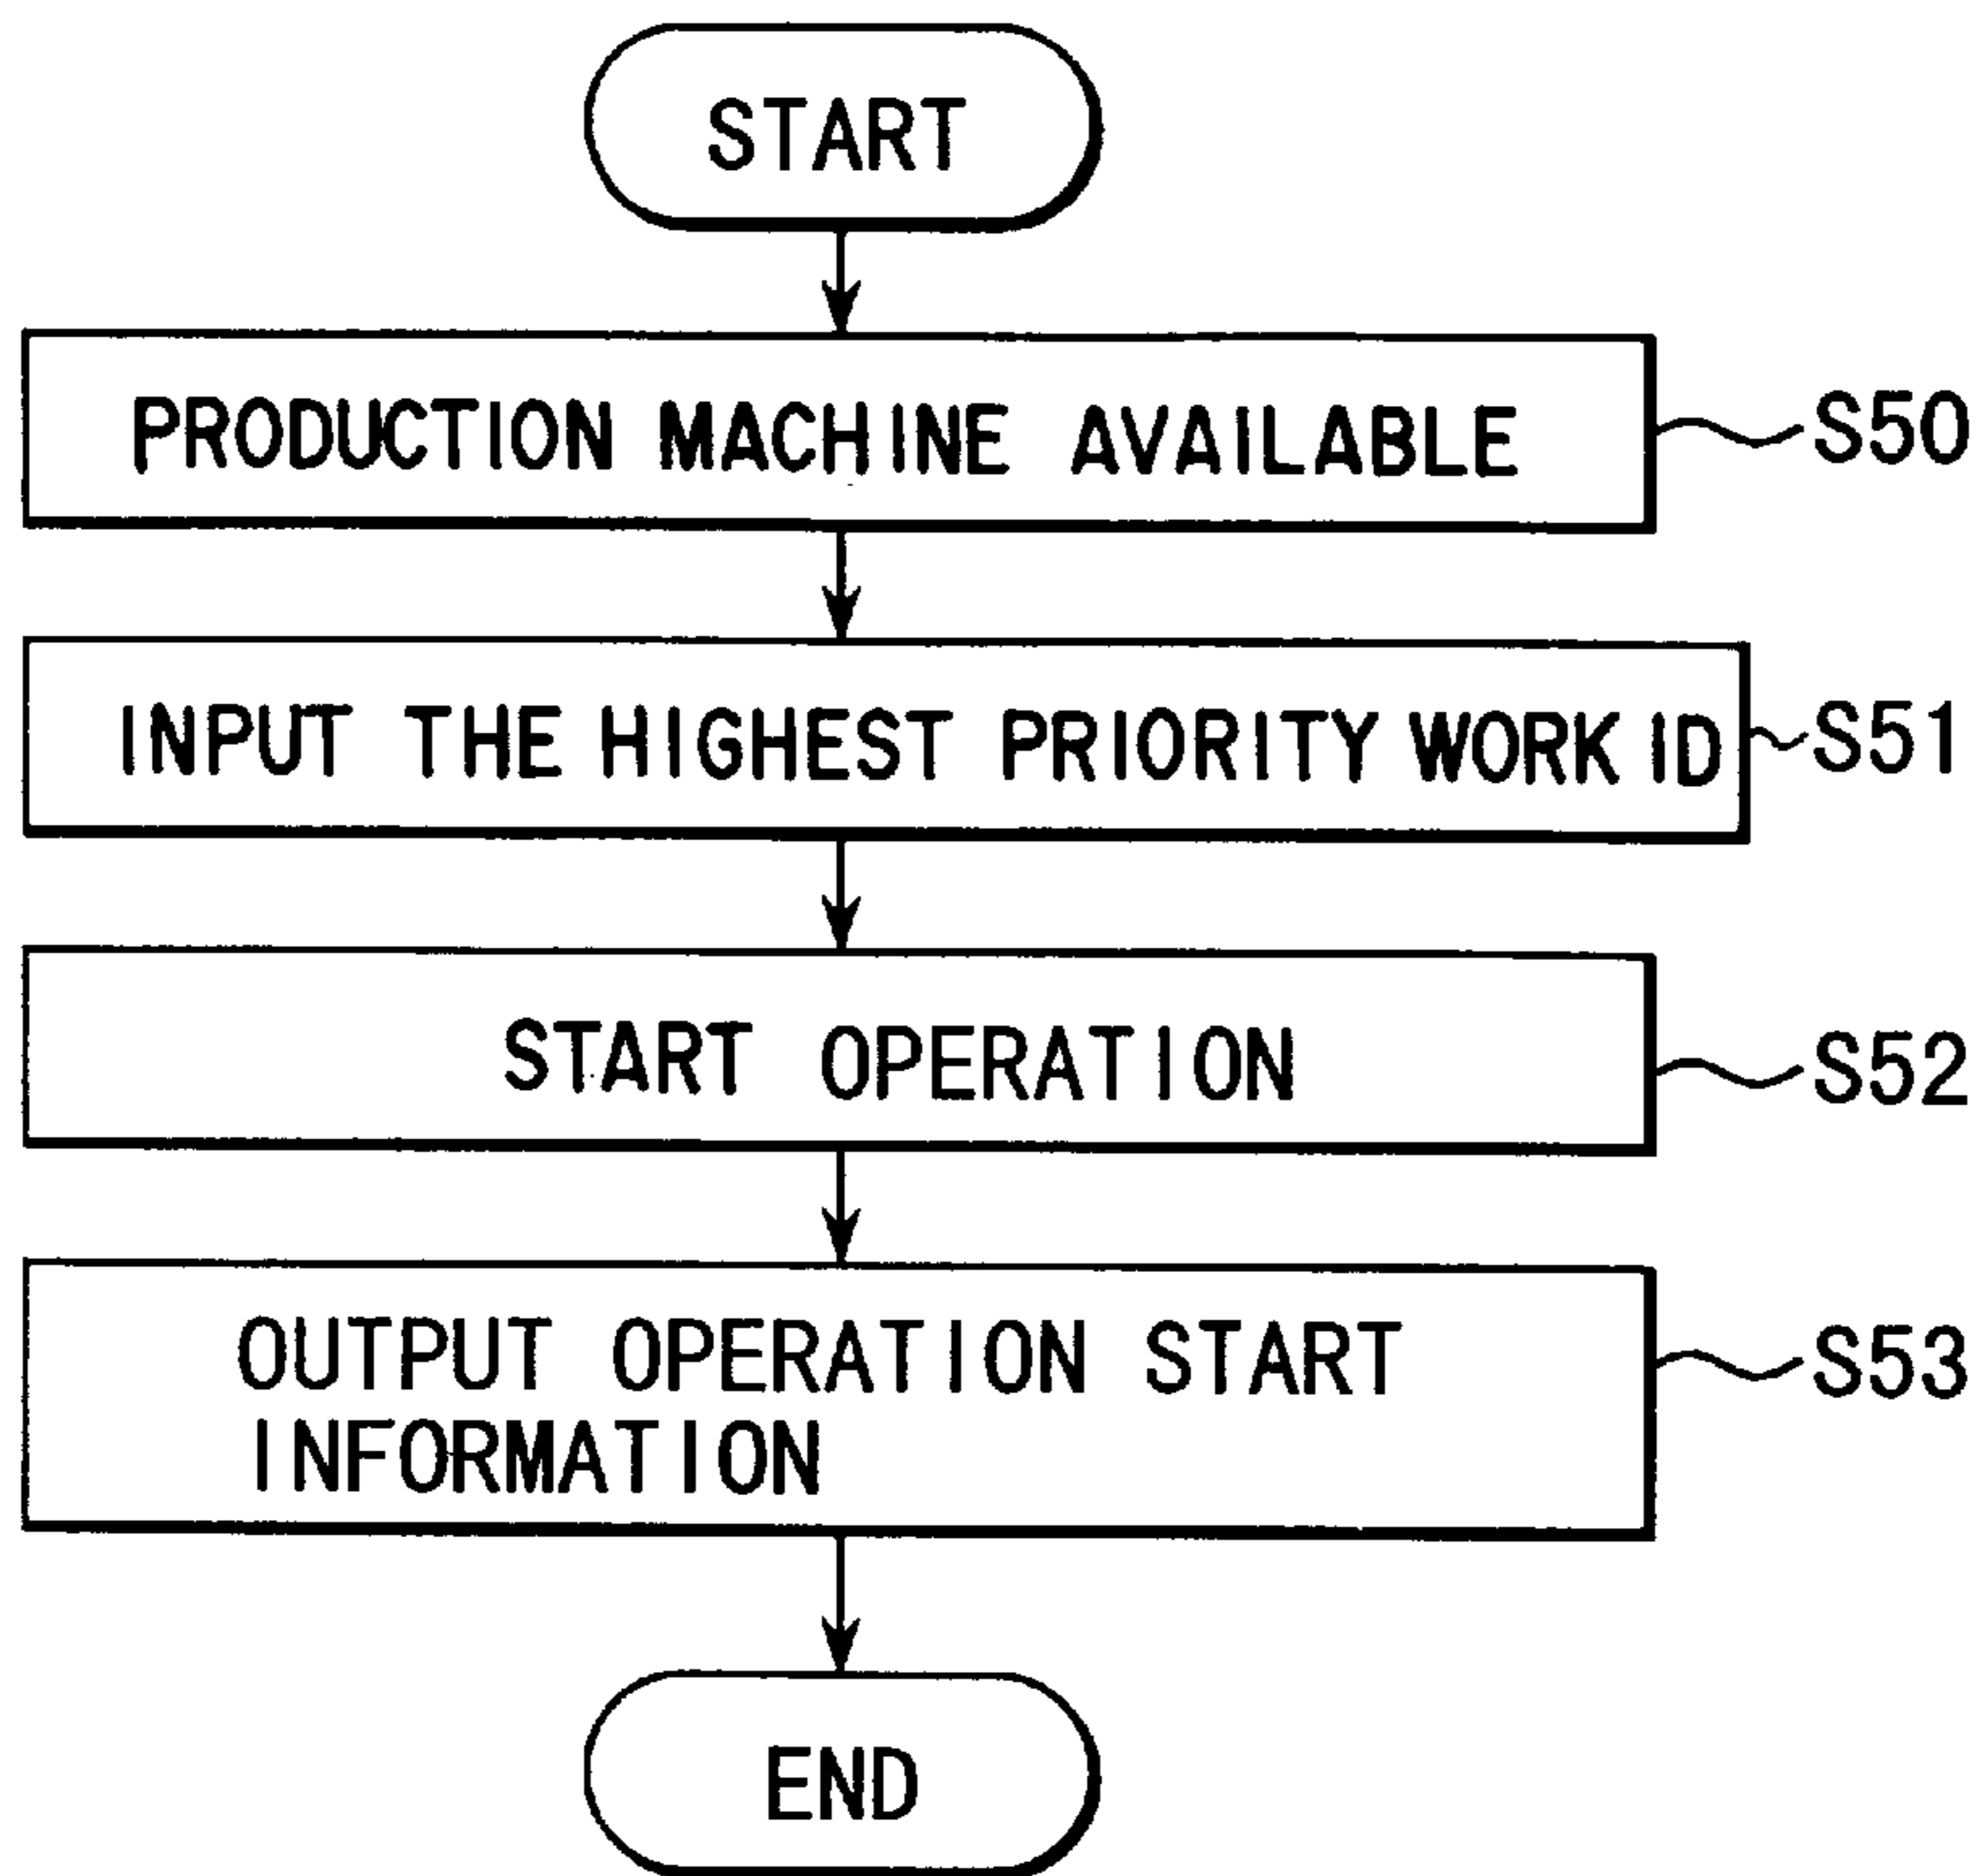 START
PRODUCTION MACHINE AVAILABLE S50
INPUT THE HIGHEST PRIORITY WORK ID S51
START OPERATION S52
OUTPUT OPERATION START S53
INFORMATION
END